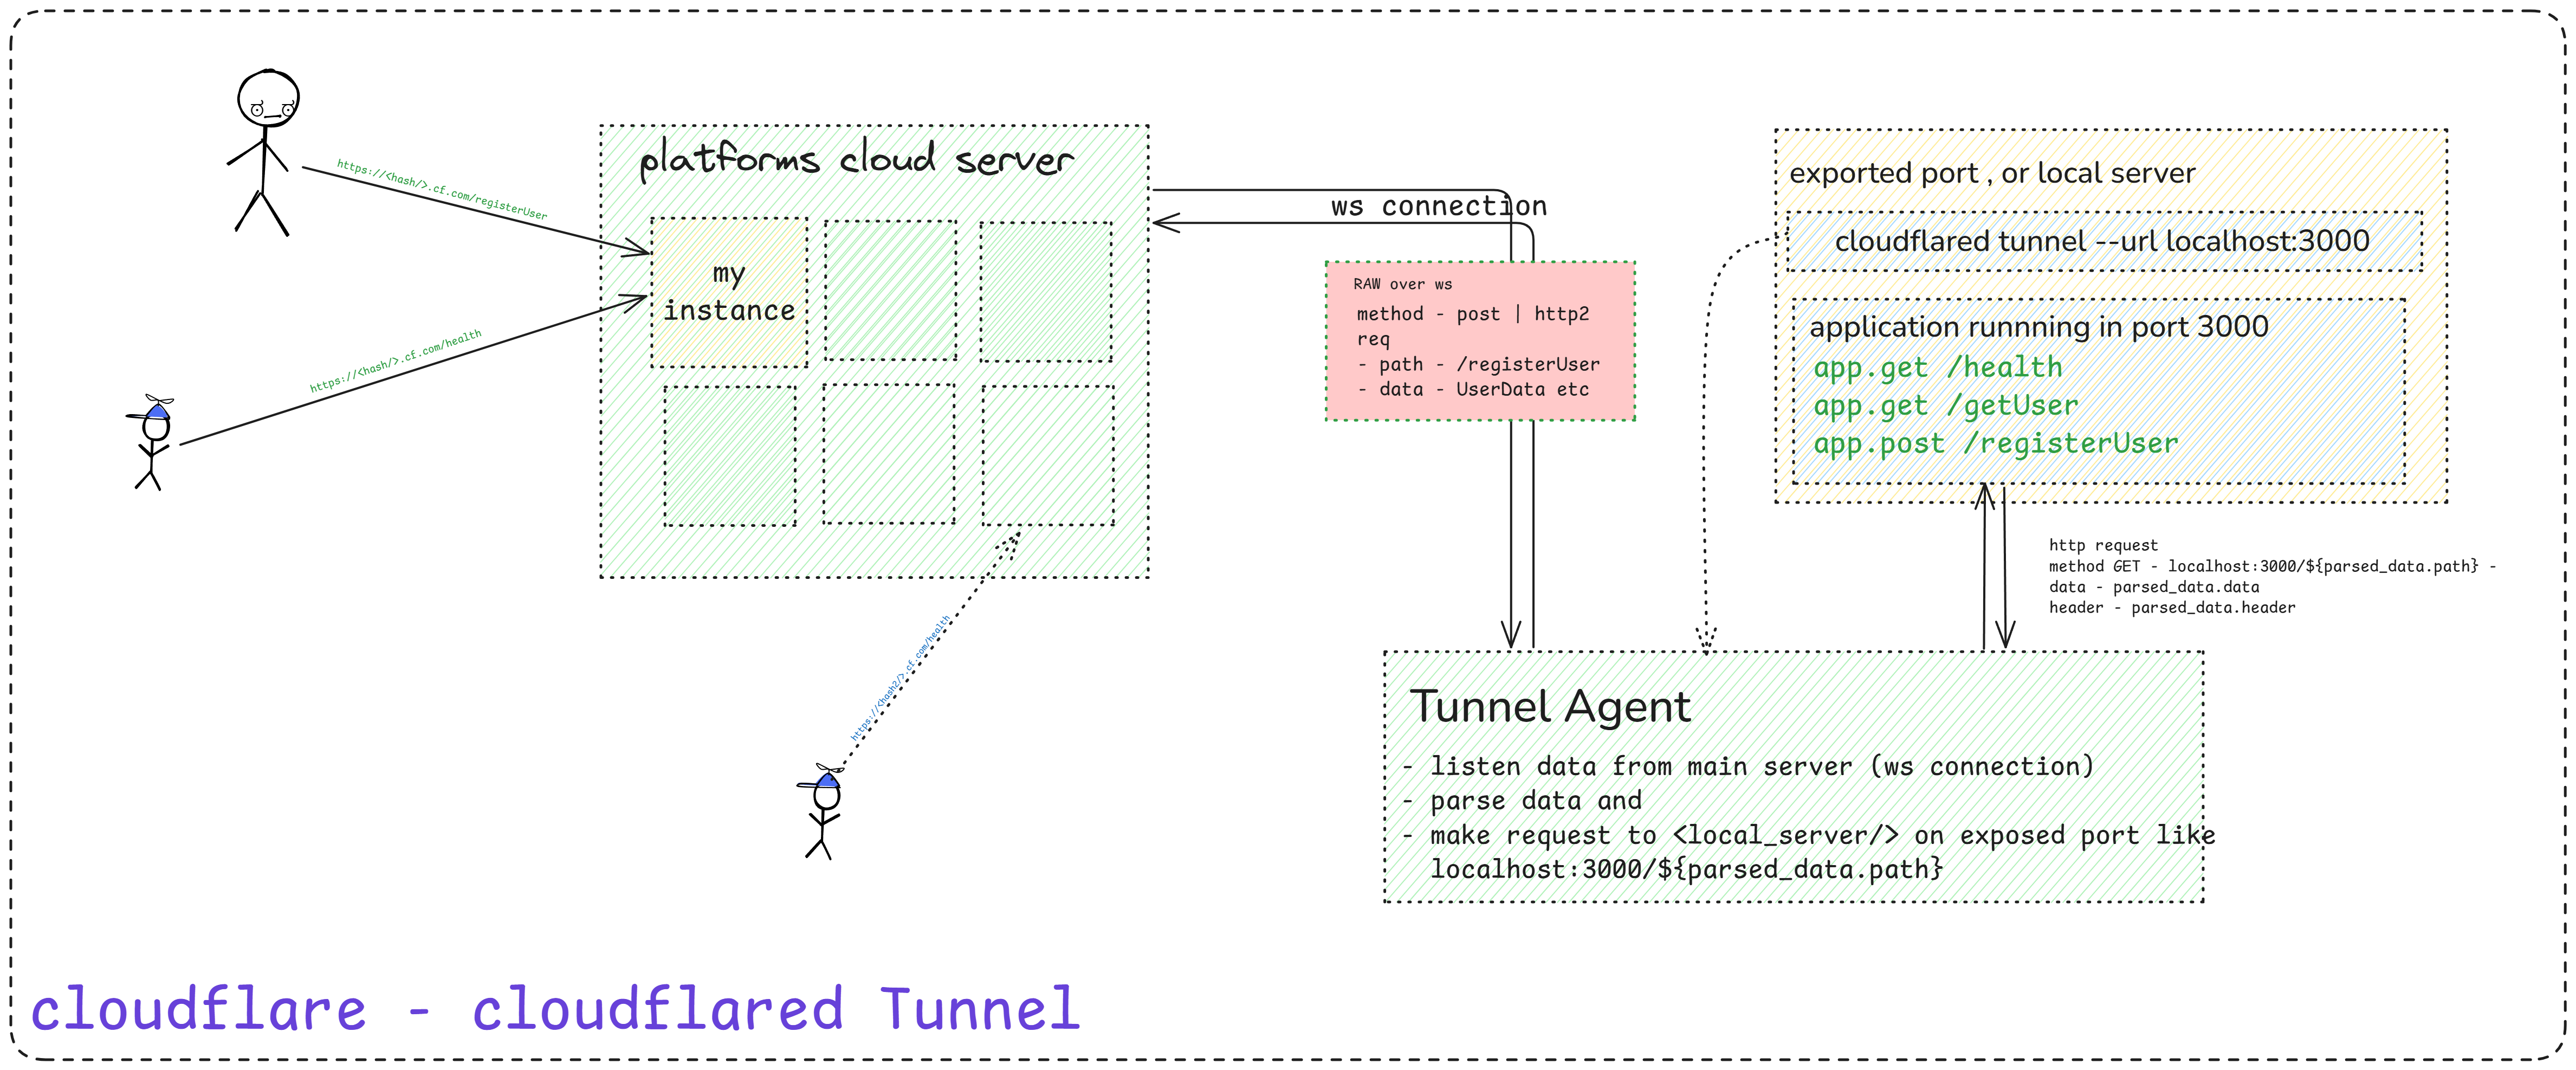 https://<hash/>.cf.com/registerUser
https://<hash/>.cf.com/health
platforms cloud server
my
instance
https://<hash2/>.cf.com/health
ws connection
RAW over ws
method - post | http2
req
- path - /registerUser
- data - UserData etc
exported port , or local server
cloudflared tunnel --url localhost:3000
application runnning in port 3000
app.get /health
app.get /getUser
app.post /registerUser
http request
method GET - localhost:3000/${parsed_data.path} -
data - parsed_data.data
header - parsed_data.header
Tunnel Agent
- listen data from main server (ws connection)
- parse data and
- make request to <local_server/> on exposed port like
localhost:3000/${parsed_data.path}
cloudflare - cloudflared Tunnel